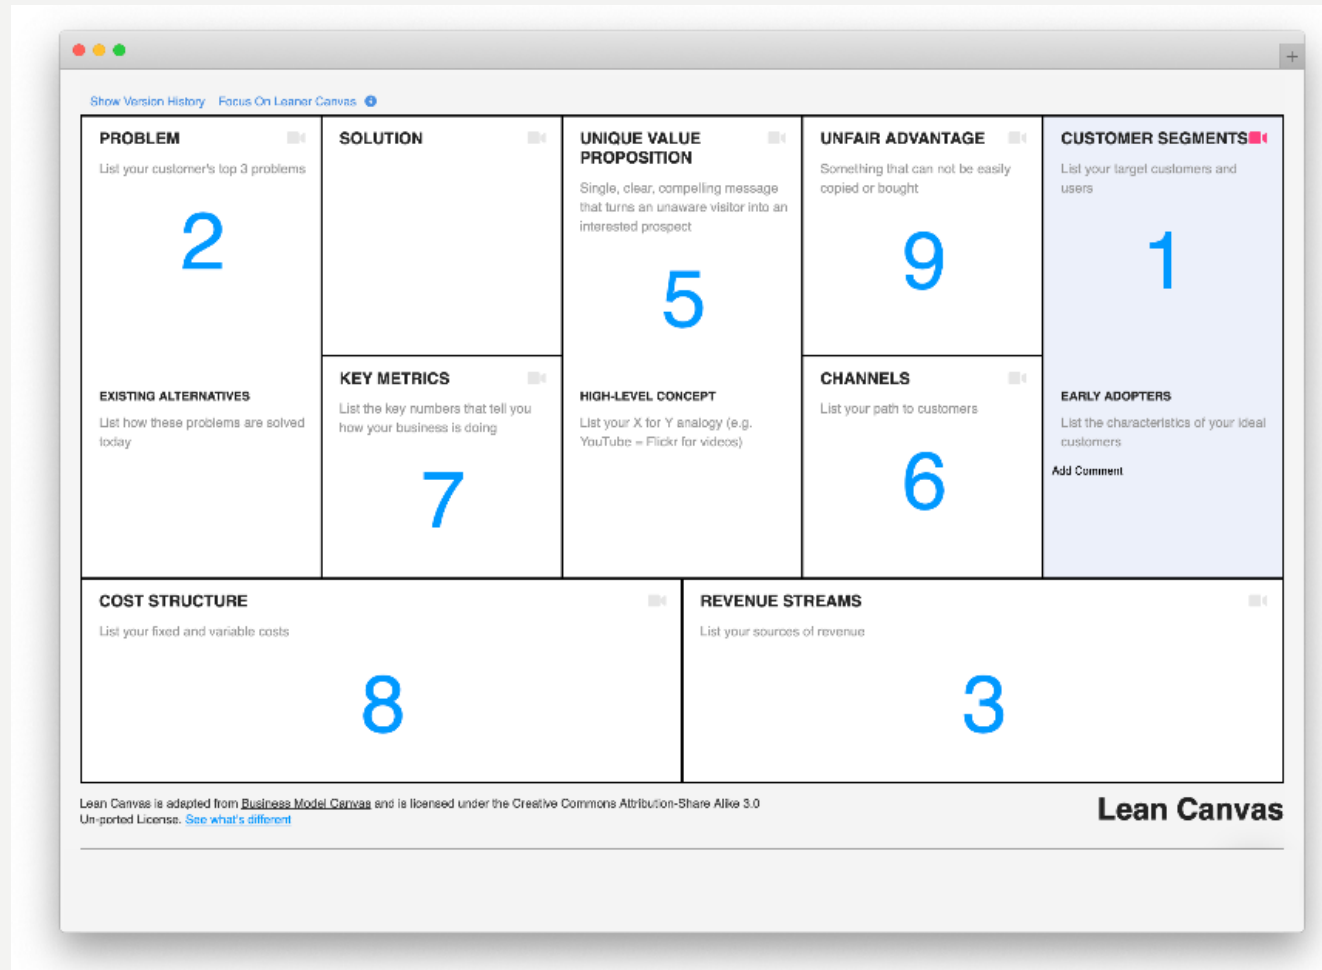 Show Version History Focus On Leaner Canvas
PROBLEM
List your customer's top 3 problems
2
EXISTING ALTERNATIVES
List how these problems are solved
today
SOLUTION
KEY METRICS
List the key numbers that tell you
how your business is doing
7
UNIQUE VALUE
PROPOSITION
Single, clear, compelling message
that turns an unaware visitor into an
interested prospect
5
HIGH-LEVEL CONCEPT
List your X for Y analogy (e.g.
YouTube = Flickr for videos)
UNFAIR ADVANTAGE
Something that can not be easily
copied or bought
9
CHANNELS
List your path to customers
6
CUSTOMER SEGMENTS
List your target customers and
users
1
EARLY ADOPTERS
List the characteristics of your ideal
customers
Add Comment
COST STRUCTURE
List your fixed and variable costs
8
REVENUE STREAMS
List your sources of revenue
3
Lean Canvas is adapted from Business Model Canvas and is licensed under the Creative Commons Attribution-Share Alike 3.0
Un-ported License. See what's different
Lean Canvas